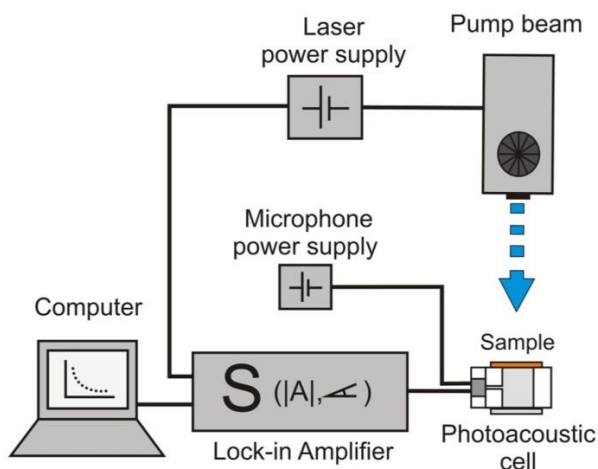 Laser
power supply
Pump beam
Microphone
power supply
Computer
Sample
S (|A|,∡)
Lock-in Amplifier
Photoacoustic
cell